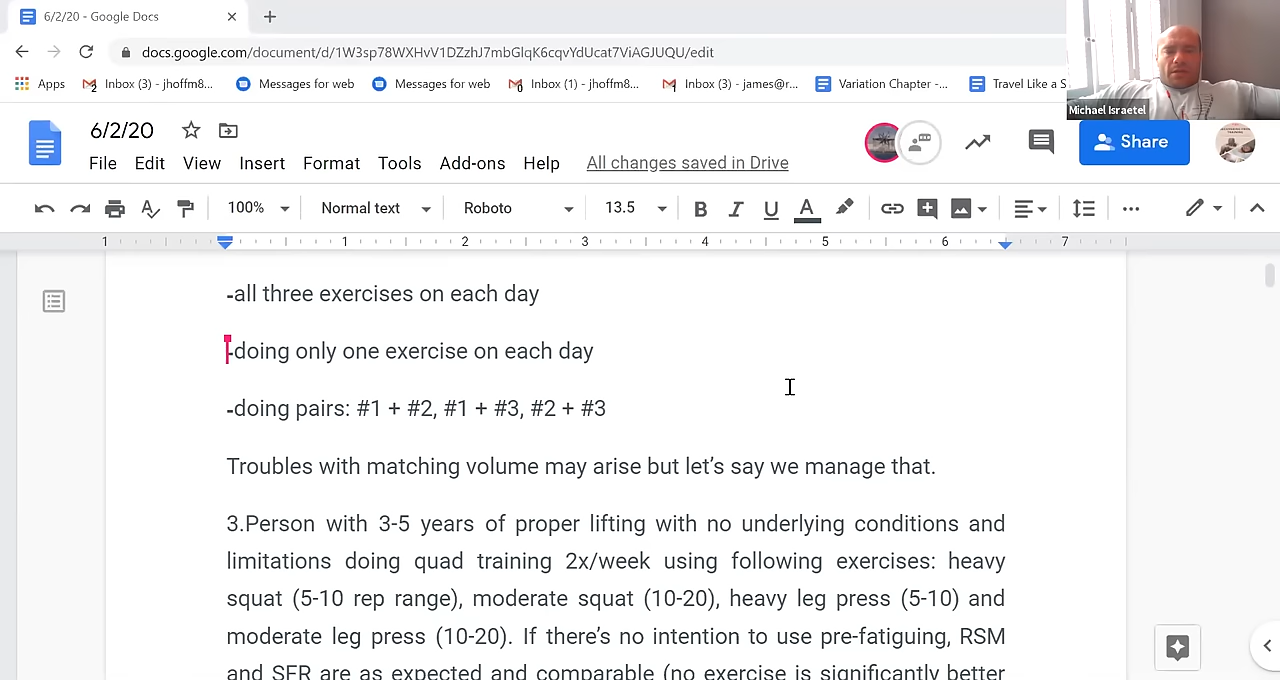 6/2/20 - Google Docs
docs.google.com/document/d/1W3sp78WXHvV1DZzhJ7mbGlqK6cqvYdUcat7ViAGJUQU/edit
Apps Inbox (3) - jhoffm8... Messages for web Messages for web Inbox (1) - jhoffm8... Inbox (3) - james@r... Variation Chapter -... Travel Like a S
Michael Israetel
6/2/20
Share
File Edit View Insert Format Tools Add-ons Help All changes saved in Drive
100% Normal text Roboto 13.5 B I U A
1 1 2 3 4 5 6 7
-all three exercises on each day
-doing only one exercise on each day
-doing pairs: #1 + #2, #1 + #3, #2 + #3
Troubles with matching volume may arise but let’s say we manage that.
3.Person with 3-5 years of proper lifting with no underlying conditions and
limitations doing quad training 2x/week using following exercises: heavy
squat (5-10 rep range), moderate squat (10-20), heavy leg press (5-10) and
moderate leg press (10-20). If there’s no intention to use pre-fatiguing, RSM
and SFR are as expected and comparable (no exercise is significantly better